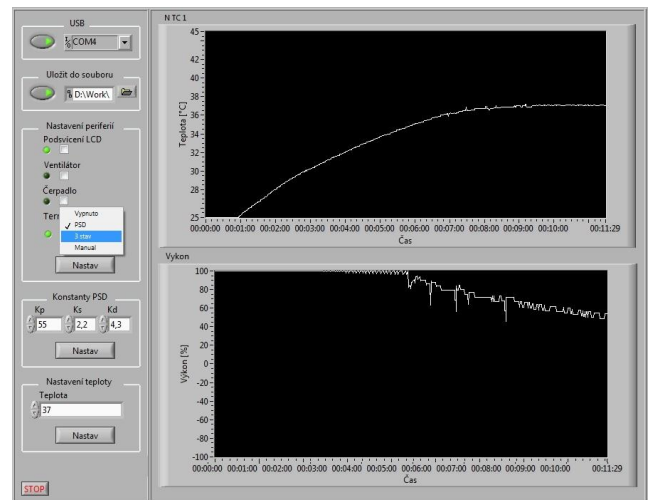 USB
COM4
Uložit do souboru
D:\Work\
Nastavení periferií
Podsvícení LCD
Ventilátor
Čerpadlo
Vypnuto
PSD
3 stav
Manual
Nastav
Konstanty PSD
Kp Ks Kd
55 2,2 4,3
Nastav
Nastavení teploty
Teplota
37
Nastav
STOP
NTC1
Teplota [°C]
45
42
40
38
36
34
32
30
28
25
00:00:00 00:01:00 00:02:00 00:03:00 00:04:00 00:05:00 00:06:00 00:07:00 00:08:00 00:09:00 00:10:00 00:11:29
Čas
Vykon
Výkon [%]
100
80
60
40
20
0
-20
-40
-60
-80
-100
00:00:00 00:01:00 00:02:00 00:03:00 00:04:00 00:05:00 00:06:00 00:07:00 00:08:00 00:09:00 00:10:00 00:11:29
Čas